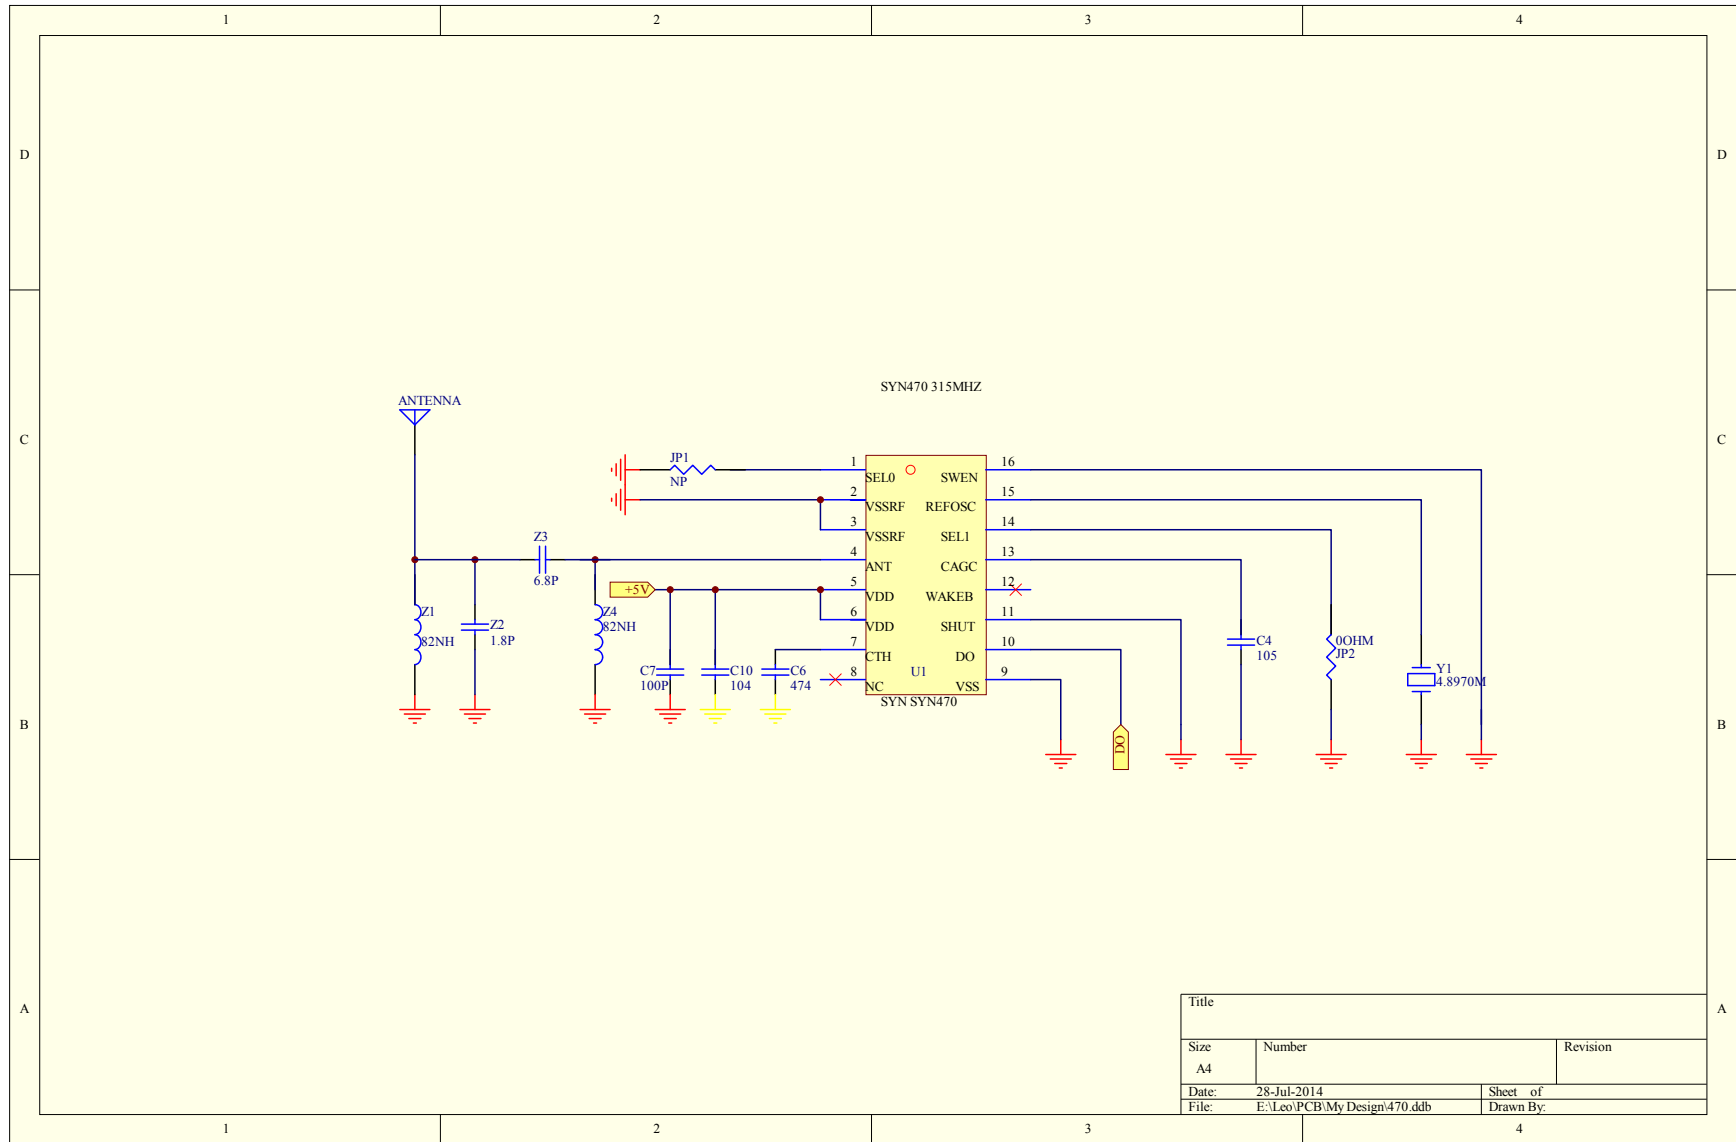 1 2 3 4
D D
SYN470 315MHZ
ANTENNA
C C
JP1
NP
1 SEL0
2 VSSRF
3 VSSRF
4 ANT
5 VDD
6 VDD
7 CTH
8 NC
16 SWEN
15 REFOSC
14 SEL1
13 CAGC
12 WAKEB
11 SHUT
10 DO
9 VSS
U1
SYN SYN470
Z3
6.8P
+5V
Z1
82NH
Z2
1.8P
Z4
82NH
C7
100P
C10
104
C6
474
C4
105
0OHM
JP2
Y1
4.8970M
DO
B B
A A
Title
Size
A4
Number
Revision
Date: 28-Jul-2014
Sheet of
File: E:\Leo\PCB\My Design\470.ddb
Drawn By:
1 2 3 4